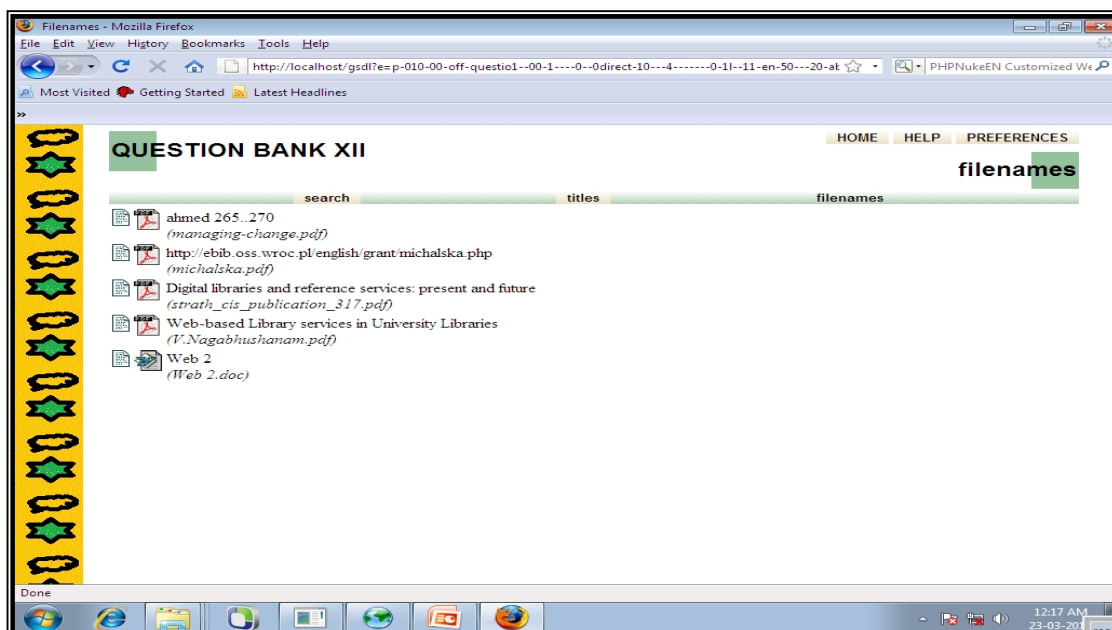 Filenames - Mozilla Firefox
File Edit View History Bookmarks Tools Help
http://localhost/gsdl?e=p-010-00-off-questio1--00-1----0--0direct-10---4-------0-1l--11-en-50---20-ab
PHPNukeEN Customized We
Most Visited Getting Started Latest Headlines
»
HOME HELP PREFERENCES
QUESTION BANK XII
filenames
search titles filenames
ahmed 265..270
(managing-change.pdf)
http://ebib.oss.wroc.pl/english/grant/michalska.php
(michalska.pdf)
Digital libraries and reference services: present and future
(strath_cis_publication_317.pdf)
Web-based Library services in University Libraries
(V.Nagabhushanam.pdf)
Web 2
(Web 2.doc)
Done
12:17 AM
23-03-201